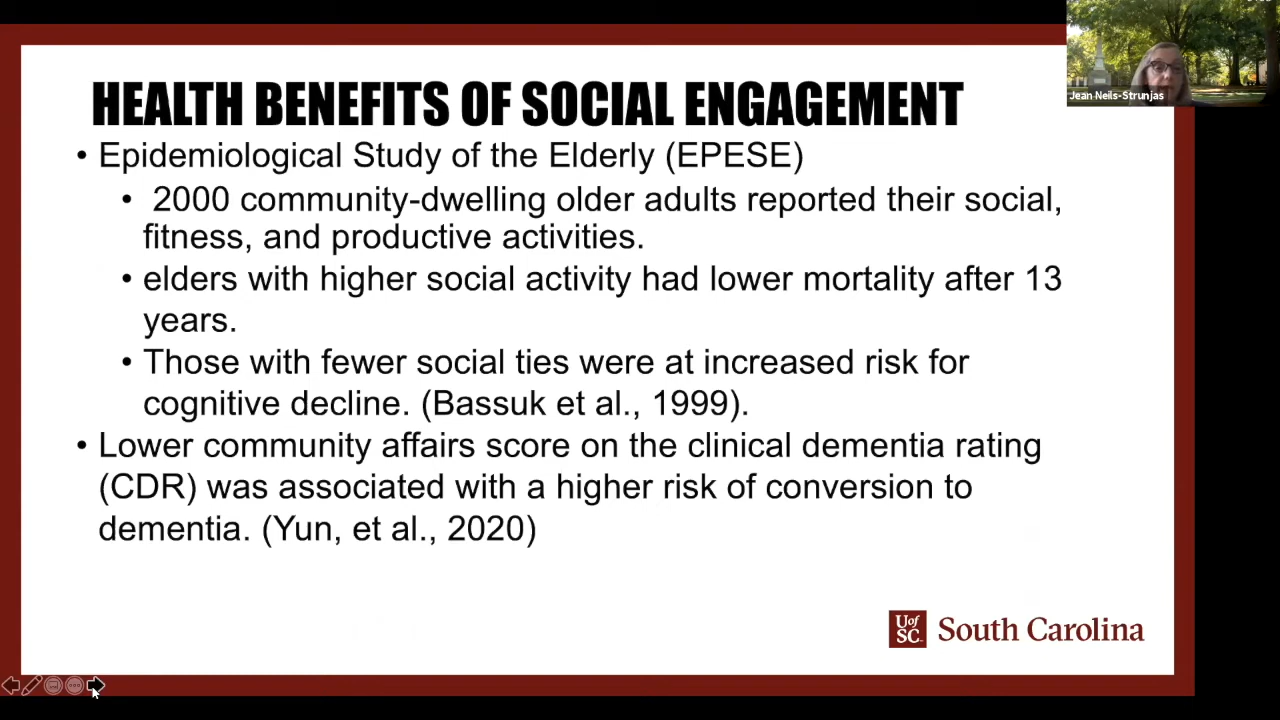 HEALTH BENEFITS OF SOCIAL ENGAGEMENT
• Epidemiological Study of the Elderly (EPESE)
• 2000 community-dwelling older adults reported their social,
fitness, and productive activities.
• elders with higher social activity had lower mortality after 13
years.
• Those with fewer social ties were at increased risk for
cognitive decline. (Bassuk et al., 1999).
• Lower community affairs score on the clinical dementia rating
(CDR) was associated with a higher risk of conversion to
dementia. (Yun, et al., 2020)
Jean Neils-Strunjas
U of
SC
South Carolina